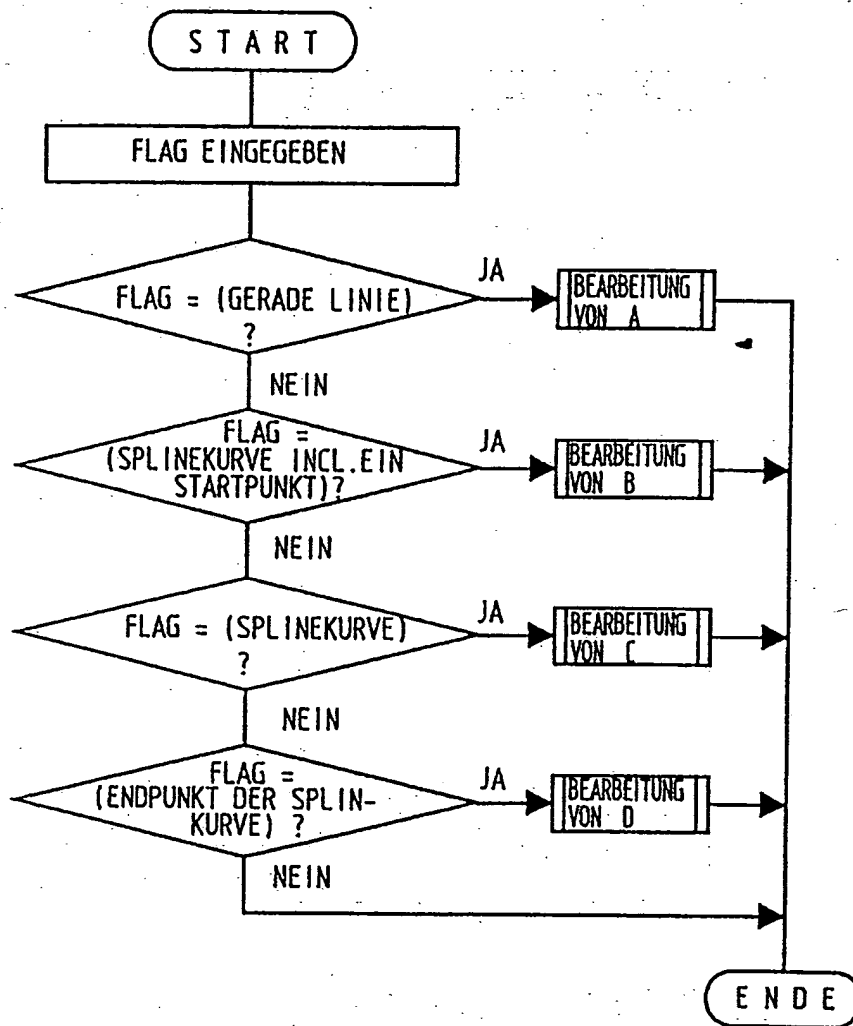 START
FLAG EINGEGEBEN
FLAG = (GERADE LINIE)
?
JA
BEARBEITUNG
VON A
NEIN
FLAG =
(SPLINEKURVE INCL.EIN
STARTPUNKT)?
JA
BEARBEITUNG
VON B
NEIN
FLAG = (SPLINEKURVE)
?
JA
BEARBEITUNG
VON C
NEIN
FLAG =
(ENDPUNKT DER SPLIN-
KURVE) ?
JA
BEARBEITUNG
VON D
NEIN
ENDE